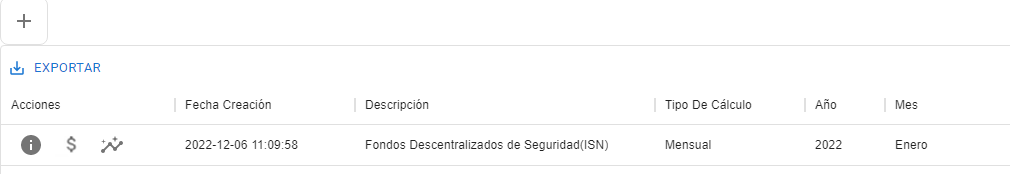 EXPORTAR
Acciones Fecha Creación Descripción Tipo De Cálculo Año Mes
2022-12-06 11:09:58 Fondos Descentralizados de Seguridad(ISN) Mensual 2022 Enero